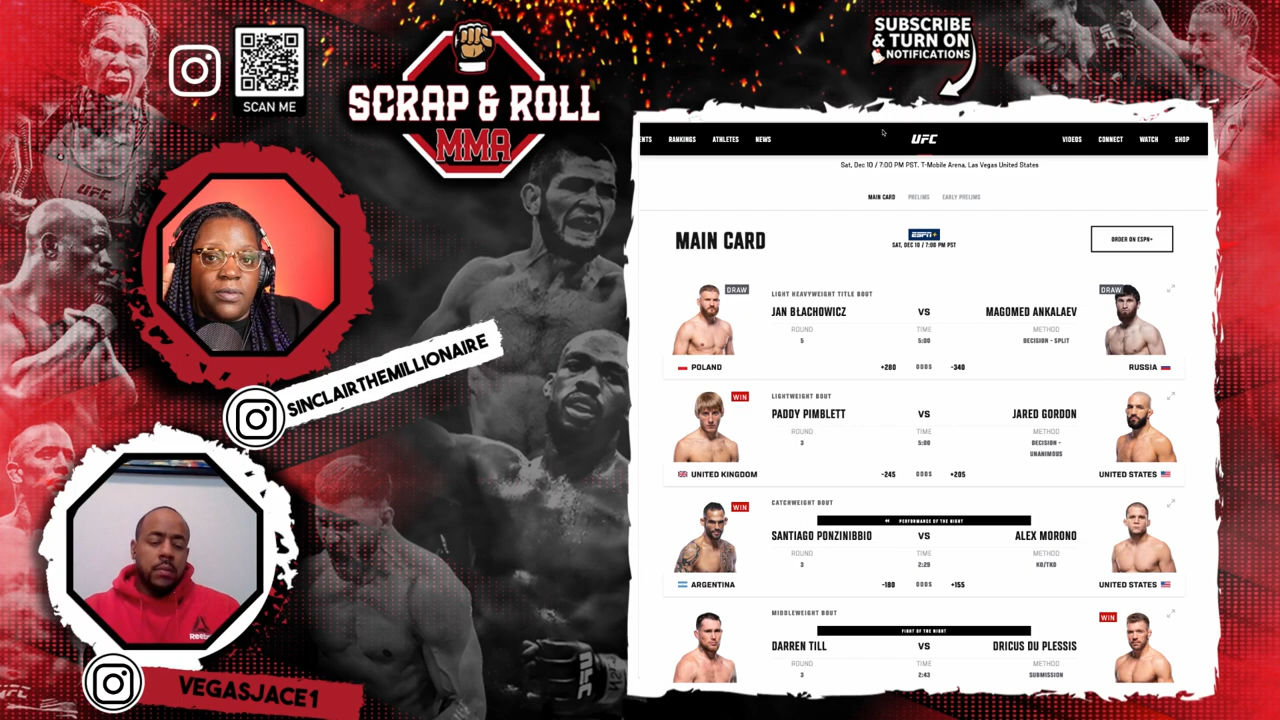 SCAN ME
SCRAP & ROLL
MMA
SUBSCRIBE
& TURN ON
NOTIFICATIONS
UFC
UFC
SINCLAIRTHEMILLIONAIRE
VEGASJACE1
UFC
UFC
ENTS RANKINGS ATHLETES NEWS UFC VIDEOS CONNECT WATCH SHOP
Sat, Dec 10 / 7:00 PM PST. T-Mobile Arena, Las Vegas United States
MAIN CARD PRELIMS EARLY PRELIMS
MAIN CARD
ESPN+
SAT, DEC 10 / 7:00 PM PST
ORDER ON ESPN+
DRAW LIGHT HEAVYWEIGHT TITLE BOUT DRAW
JAN BŁACHOWICZ VS MAGOMED ANKALAEV
ROUND TIME METHOD
5 5:00 DECISION - SPLIT
POLAND +280 ODDS -340 RUSSIA
WIN LIGHTWEIGHT BOUT
PADDY PIMBLETT VS JARED GORDON
ROUND TIME METHOD
3 5:00 DECISION -
UNANIMOUS
UNITED KINGDOM -245 ODDS +205 UNITED STATES
WIN CATCHWEIGHT BOUT
PERFORMANCE OF THE NIGHT
SANTIAGO PONZINIBBIO VS ALEX MORONO
ROUND TIME METHOD
3 2:29 KO/TKO
ARGENTINA -180 ODDS +155 UNITED STATES
MIDDLEWEIGHT BOUT WIN
FIGHT OF THE NIGHT
DARREN TILL VS DRICUS DU PLESSIS
ROUND TIME METHOD
3 2:43 SUBMISSION